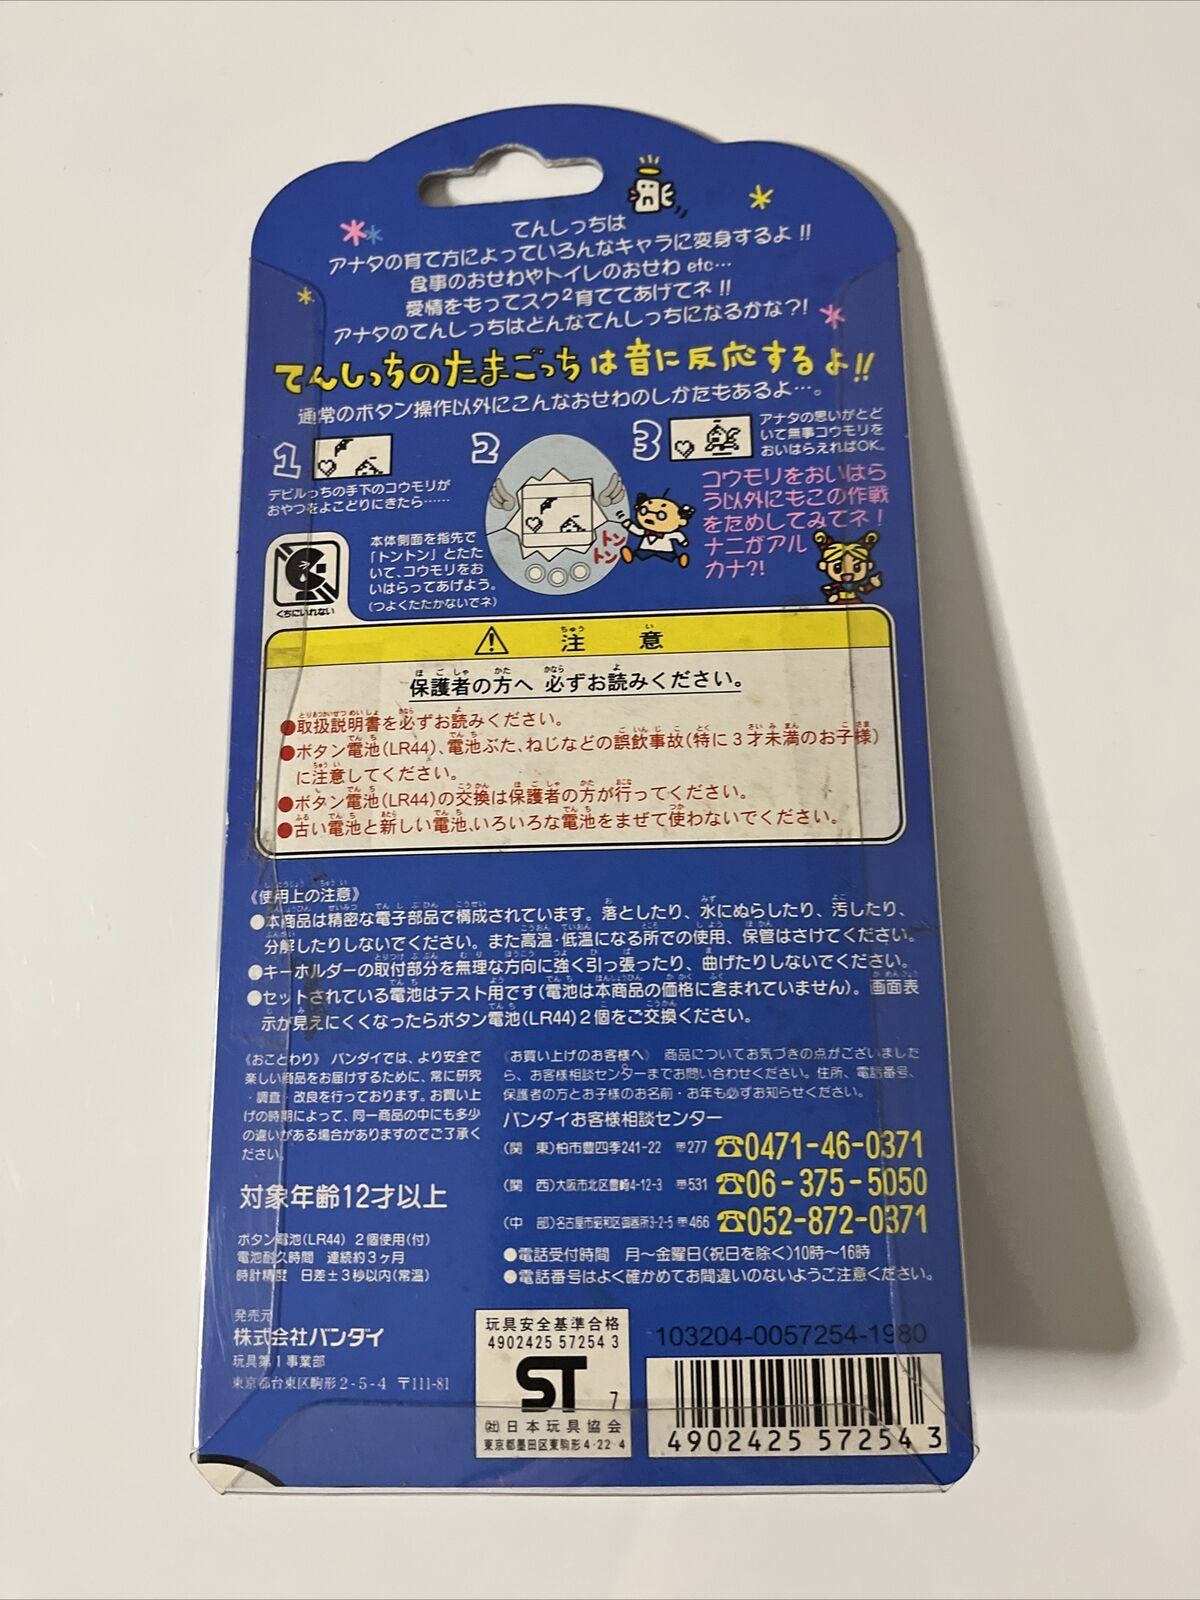 てんしっちは
アナタの育て方によっていろんなキャラに変身するよ!!
食事のおせわやトイレのおせわ etc…
愛情をもってスク²育ててあげてネ!!
アナタのてんしっちはどんなてんしっちになるかな?!
てんしっちのたまごっちは音に反応するよ!!
通常のボタン操作以外にこんなおせわのしかたもあるよ…。
1
デビルっちの手下のコウモリが
おやつをよこどりにきたら……
2
トントン
本体側面を指先で
「トントン」とたた
いて、コウモリをお
いはらってあげよう。
(つよくたたかないでネ)
3
アナタの思いがとど
いて無事コウモリを
おいはらえればOK。
コウモリをおいはら
う以外にもこの作戦
をためしてみてネ!
ナニがアル
カナ?!
くちにいれない
注意
保護者の方へ 必ずお読みください。
●取扱説明書を必ずお読みください。
●ボタン電池(LR44)、電池ぶた、ねじなどの誤飲事故(特に3才未満のお子様)
に注意してください。
●ボタン電池(LR44)の交換は保護者の方が行ってください。
●古い電池と新しい電池、いろいろな電池をまぜて使わないでください。
《使用上の注意》
●本商品は精密な電子部品で構成されています。落としたり、水にぬらしたり、汚したり、
分解したりしないでください。また高温・低温になる所での使用、保管はさけてください。
●キーホルダーの取付部分を無理な方向に強く引っ張ったり、曲げたりしないでください。
●セットされている電池はテスト用です(電池は本商品の価格に含まれていません)。画面表
示が見えにくくなったらボタン電池(LR44)2個をご交換ください。
《おことわり》 バンダイでは、より安全で
楽しい商品をお届けするために、常に研究
・調査・改良を行っております。お買い上
げの時期によって、同一商品の中にも多少
の違いがある場合がありますのでご了承く
ださい。
対象年齢12才以上
ボタン電池(LR44) 2個使用(付)
電池耐久時間 連続約3ヶ月
時計精度 日差±3秒以内(常温)
発売元
株式会社バンダイ
玩具第1事業部
東京都台東区駒形2-5-4 〒111-81
《お買い上げのお客様へ》 商品についてお気づきの点がございました
ら、お客様相談センターまでお問い合わせください。住所、電話番号、
保護者の方とお子様のお名前・お年も必ずお知らせください。
バンダイお客様相談センター
(関 東)柏市豊四季241-22 〒277 ☎0471-46-0371
(関 西)大阪市北区豊崎4-12-3 〒531 ☎06-375-5050
(中 部)名古屋市昭和区御器所3-2-5 〒466 ☎052-872-0371
●電話受付時間 月〜金曜日(祝日を除く)10時〜16時
●電話番号はよく確かめてお間違いのないようご注意ください。
玩具安全基準合格
4902425 57254 3
ST 7
(社)日本玩具協会
東京都墨田区東駒形4-22-4
103204-0057254-1980
4902425 572543